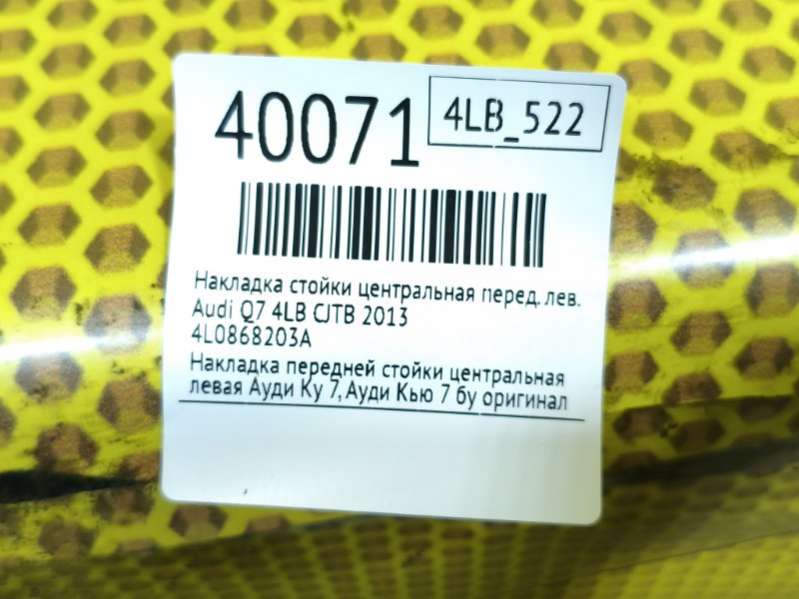 40071
4LB_522
Накладка стойки центральная перед. лев.
Audi Q7 4LB CJTB 2013
4L0868203A
Накладка передней стойки центральная
левая Ауди Ку 7, Ауди Кью 7 бу оригинал